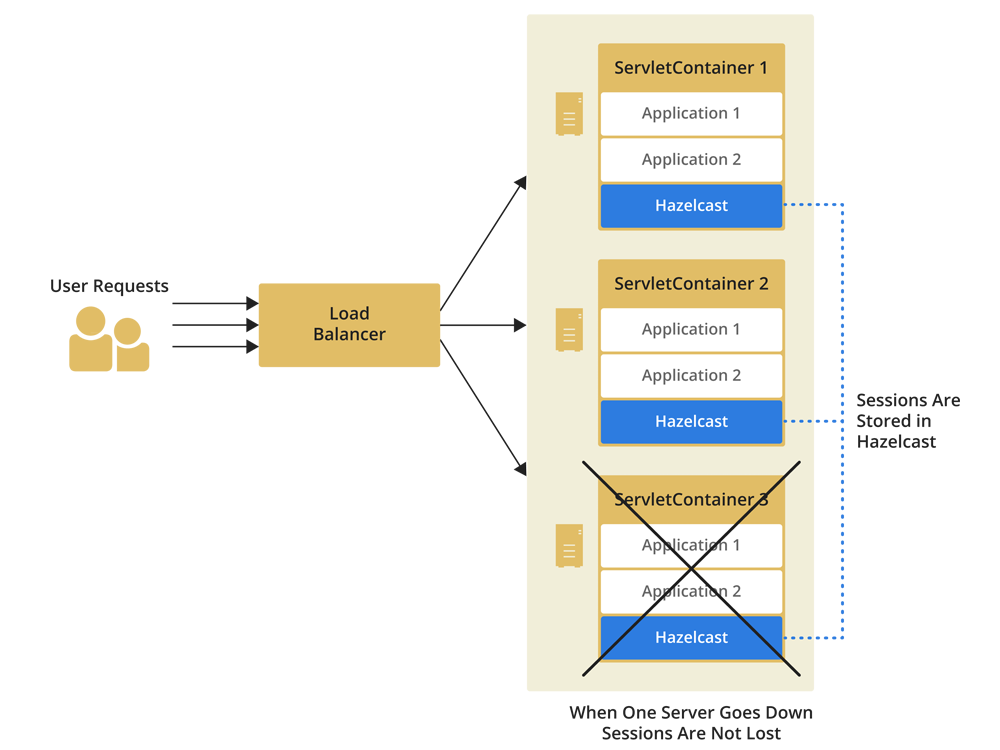 User Requests
Load
Balancer
ServletContainer 1
Application 1
Application 2
Hazelcast
ServletContainer 2
Application 1
Application 2
Hazelcast
ServletContainer 3
Application 1
Application 2
Hazelcast
Sessions Are
Stored in
Hazelcast
When One Server Goes Down
Sessions Are Not Lost